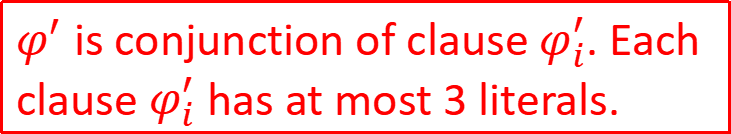 φ′ is conjunction of clause φ′ᵢ. Each
clause φ′ᵢ has at most 3 literals.